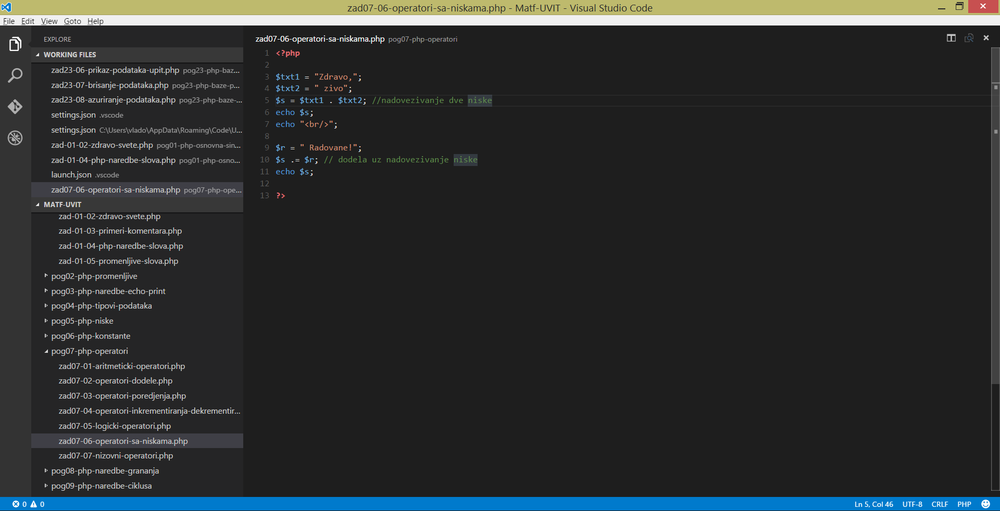 zad07-06-operatori-sa-niskama.php - Matf-UVIT - Visual Studio Code
File Edit View Goto Help
EXPLORE
WORKING FILES
zad23-06-prikaz-podataka-upit.php pog23-php-baz...
zad23-07-brisanje-podataka.php pog23-php-baze-p...
zad23-08-azuriranje-podataka.php pog23-php-baze-...
settings.json .vscode
settings.json C:\Users\vlado\AppData\Roaming\Code\U...
zad-01-02-zdravo-svete.php pog01-php-osnovna-sin...
zad-01-04-php-naredbe-slova.php pog01-php-osno...
launch.json .vscode
zad07-06-operatori-sa-niskama.php pog07-php-ope...
MATF-UVIT
zad-01-02-zdravo-svete.php
zad-01-03-primeri-komentara.php
zad-01-04-php-naredbe-slova.php
zad-01-05-promenljive-slova.php
pog02-php-promenljive
pog03-php-naredbe-echo-print
pog04-php-tipovi-podataka
pog05-php-niske
pog06-php-konstante
pog07-php-operatori
zad07-01-aritmeticki-operatori.php
zad07-02-operatori-dodele.php
zad07-03-operatori-poredjenja.php
zad07-04-operatori-inkrementiranja-dekrementir...
zad07-05-logicki-operatori.php
zad07-06-operatori-sa-niskama.php
zad07-07-nizovni-operatori.php
pog08-php-naredbe-grananja
pog09-php-naredbe-ciklusa
zad07-06-operatori-sa-niskama.php pog07-php-operatori
1 <?php
2
3 $txt1 = "Zdravo,";
4 $txt2 = " zivo";
5 $s = $txt1 . $txt2; //nadovezivanje dve niske
6 echo $s;
7 echo "<br/>";
8
9 $r = " Radovane!";
10 $s .= $r; // dodela uz nadovezivanje niske
11 echo $s;
12
13 ?>
0 0
Ln 5, Col 46 UTF-8 CRLF PHP